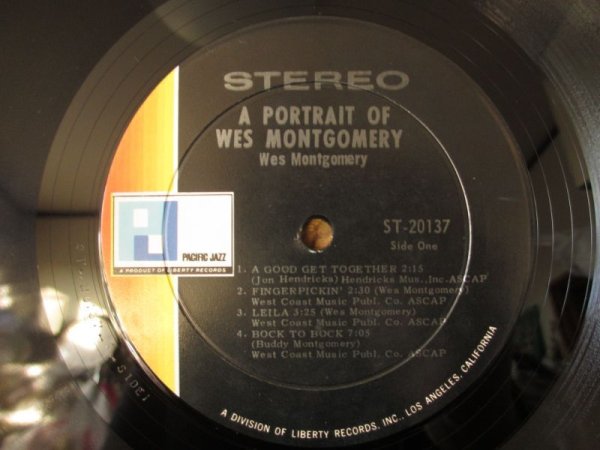 STEREO
A PORTRAIT OF
WES MONTGOMERY
Wes Montgomery
ST-20137
Side One
PJ
PACIFIC JAZZ
A PRODUCT OF LIBERTY RECORDS
1. A GOOD GET TOGETHER 2:15
(Jon Hendricks) Hendricks Mus., Inc. ASCAP
2. FINGERPICKIN' 2:30 (Wes Montgomery)
West Coast Music Publ. Co. ASCAP
3. LEILA 3:25 (Wes Montgomery)
West Coast Music Publ. Co. ASCAP
4. BOCK TO BOCK 7:05
(Buddy Montgomery)
West Coast Music Publ. Co. ASCAP
A DIVISION OF LIBERTY RECORDS, INC., LOS ANGELES, CALIFORNIA